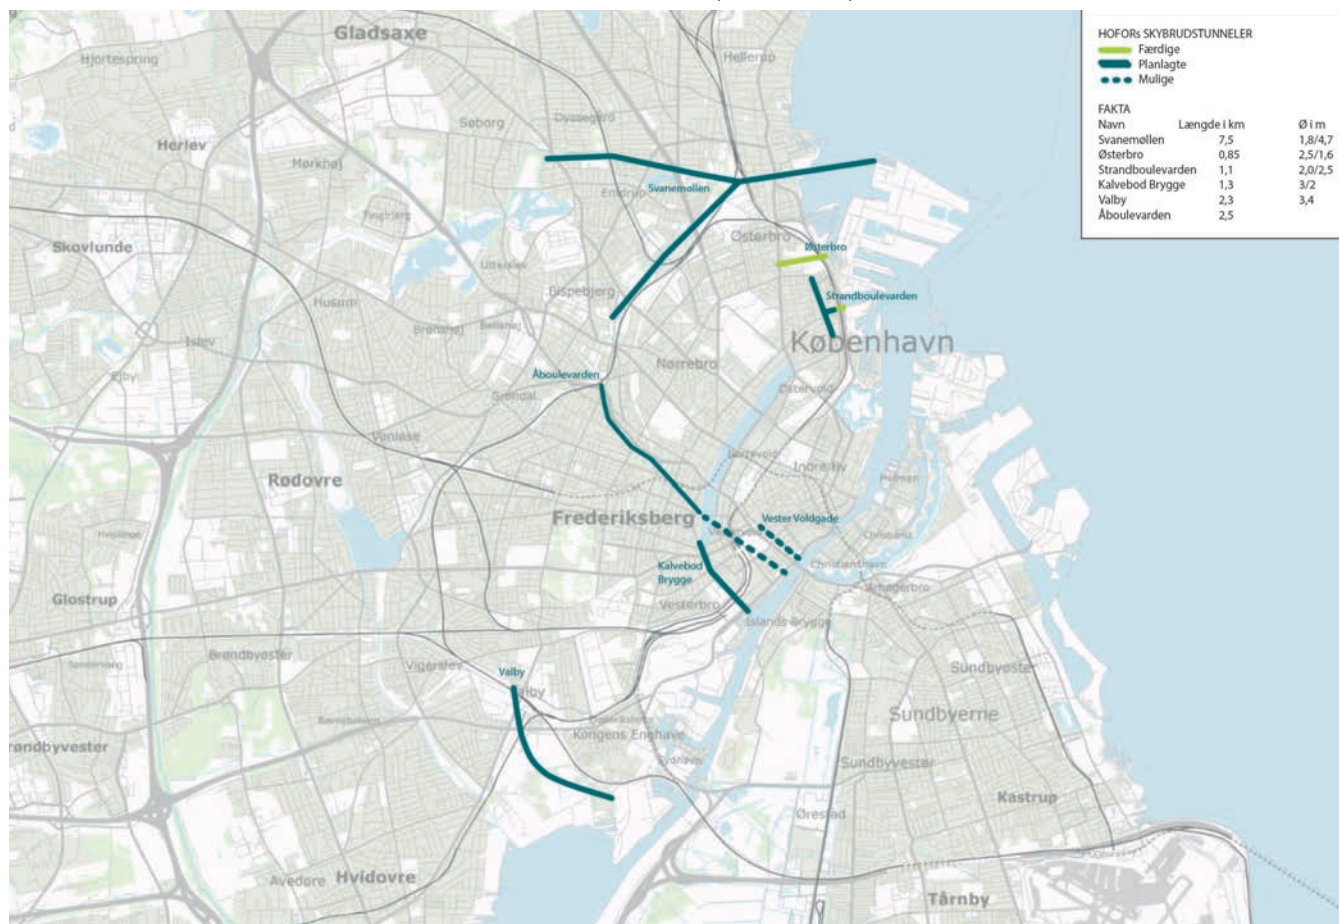 HOFORs SKYBRUDSTUNNELER
Færdige
Planlagte
Mulige
FAKTA
Navn Længde i km Ø i m
Svanemøllen 7,5 1,8/4,7
Østerbro 0,85 2,5/1,6
Strandboulevarden 1,1 2,0/2,5
Kalvebod Brygge 1,3 3/2
Valby 2,3 3,4
Åboulevarden 2,5
Gladsaxe
Hjortespring
Hellerup
Søborg
Dyssegård
Herlev
Mørkhøj
Emdrup
Svanemøllen
Tingbjerg
Skovlunde
Østerbro
Østerbro
Utterslev
Bispebjerg
Husum
Strandboulevarden
Brønshøj
Bellahøj
Islev
København
Nørrebro
Ejby
Åboulevarden
Østervold
Grøndal
Vanløse
Nørrevold
Indre By
Rødovre
Holmen
Frederiksberg
Vester Voldgade
Christiania
Kalvebod
Brygge
Christianshavn
Amagerbro
Glostrup
Vesterbro
Islands Brygge
Brøndbyøster
Vigerslev
Sundbyøster
Valby
Valby
Sundbyerne
Kongens Enghave
Brøndbyvester
Sydhavn
Sundbyvester
Kastrup
Ørestad
Avedøre
Hvidovre
Tårnby